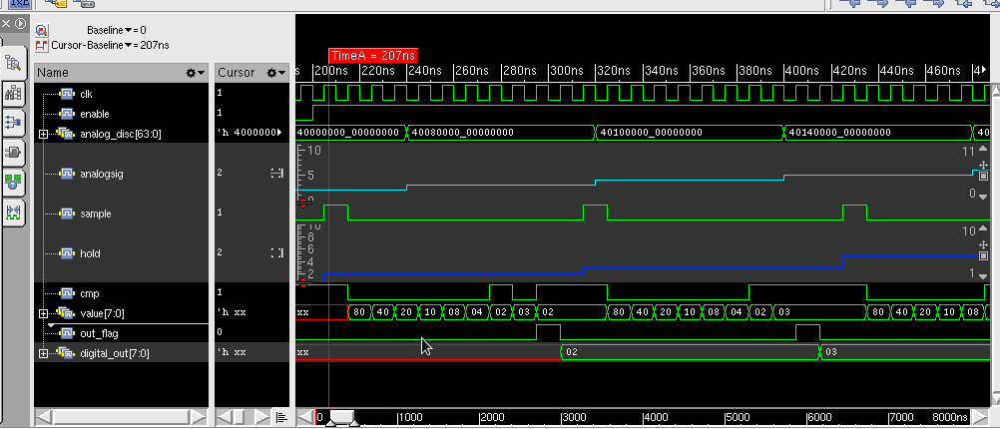 TXE
Baseline▼= 0
Cursor-Baseline▼= 207ns
TimeA = 207ns
Name
Cursor
s
200ns
220ns
240ns
260ns
280ns
300ns
320ns
340ns
360ns
380ns
400ns
420ns
440ns
460ns
4
clk
1
enable
1
analog_disc[63:0]
'h 4000000
40000000_00000000
40080000_00000000
40100000_00000000
40140000_00000000
40
analogsig
2
10
5
0
11
0
sample
1
hold
2
10
8
6
4
2
10
1
cmp
1
value[7:0]
'h xx
xx
80
40
20
10
08
04
02
03
02
80
40
20
10
08
04
02
03
80
40
20
10
08
out_flag
0
digital_out[7:0]
'h xx
xx
02
03
0
1000
2000
3000
4000
5000
6000
7000
8000ns